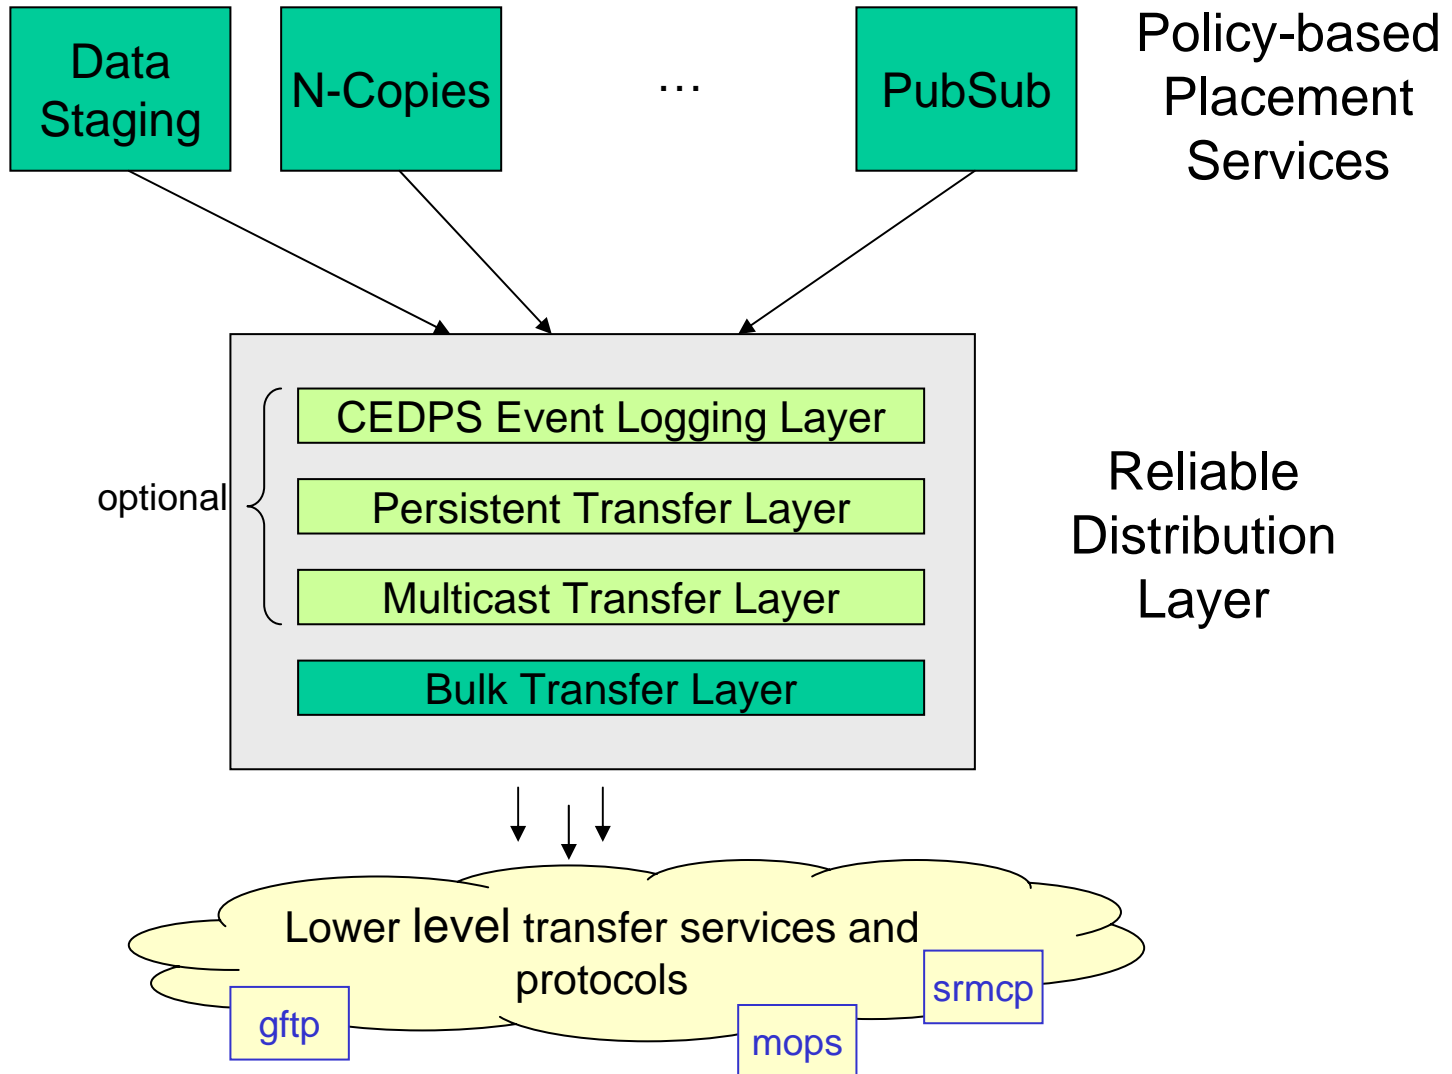 Data
Staging
N-Copies
...
PubSub
Policy-based
Placement
Services
optional
CEDPS Event Logging Layer
Persistent Transfer Layer
Multicast Transfer Layer
Bulk Transfer Layer
Reliable
Distribution
Layer
Lower level transfer services and
protocols
gftp
mops
srmcp